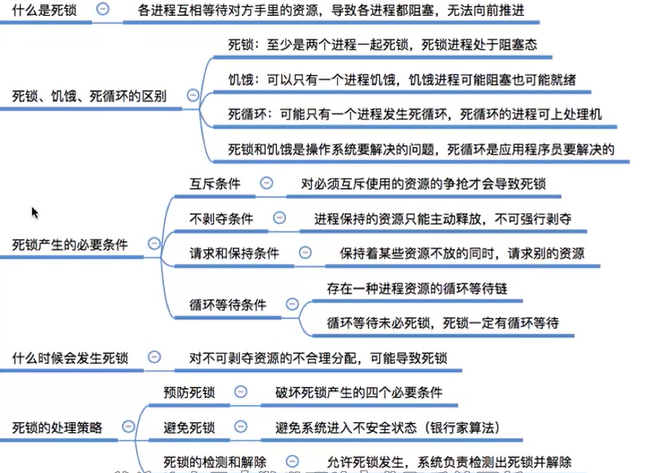 什么是死锁
各进程互相等待对方手里的资源，导致各进程都阻塞，无法向前推进
死锁、饥饿、死循环的区别
死锁：至少是两个进程一起死锁，死锁进程处于阻塞态
饥饿：可以只有一个进程饥饿，饥饿进程可能阻塞也可能就绪
死循环：可能只有一个进程发生死循环，死循环的进程可上处理机
死锁和饥饿是操作系统要解决的问题，死循环是应用程序员要解决的
死锁产生的必要条件
互斥条件
对必须互斥使用的资源的争抢才会导致死锁
不剥夺条件
进程保持的资源只能主动释放，不可强行剥夺
请求和保持条件
保持着某些资源不放的同时，请求别的资源
循环等待条件
存在一种进程资源的循环等待链
循环等待未必死锁，死锁一定有循环等待
什么时候会发生死锁
对不可剥夺资源的不合理分配，可能导致死锁
死锁的处理策略
预防死锁
破坏死锁产生的四个必要条件
避免死锁
避免系统进入不安全状态（银行家算法）
死锁的检测和解除
允许死锁发生，系统负责检测出死锁并解除